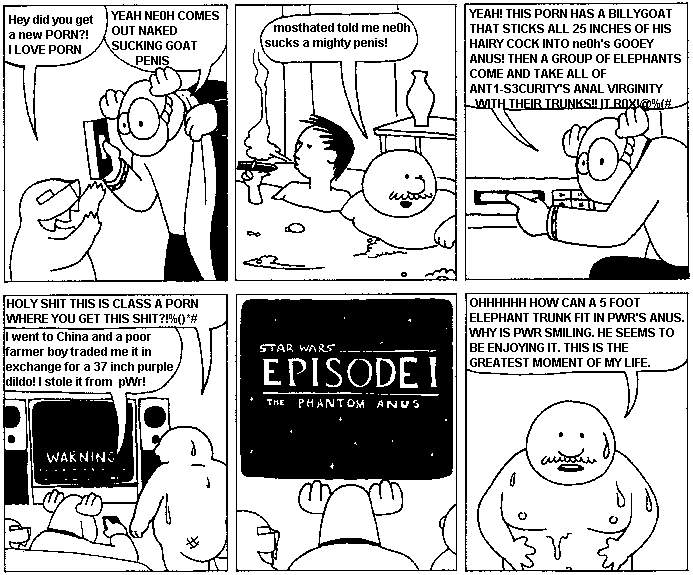 Hey did you get
a new PORN?!
I LOVE PORN
YEAH NE0H COMES
OUT NAKED
SUCKING GOAT
PENIS
mosthated told me ne0h
sucks a mighty penis!
YEAH! THIS PORN HAS A BILLYGOAT
THAT STICKS ALL 25 INCHES OF HIS
HAIRY COCK INTO ne0h's GOOEY
ANUS! THEN A GROUP OF ELEPHANTS
COME AND TAKE ALL OF
ANT1-S3CURITY'S ANAL VIRGINITY
WITH THEIR TRUNKS!! IT R0X!@%(#
HOLY SHIT THIS IS CLASS A PORN
WHERE YOU GET THIS SHIT?!%()*#
I went to China and a poor
farmer boy traded me it in
exchange for a 37 inch purple
dildo! I stole it from pWr!
WARNING
STAR WARS
EPISODE I
THE PHANTOM ANUS
OHHHHHH HOW CAN A 5 FOOT
ELEPHANT TRUNK FIT IN PWR'S ANUS.
WHY IS PWR SMILING. HE SEEMS TO
BE ENJOYING IT. THIS IS THE
GREATEST MOMENT OF MY LIFE.